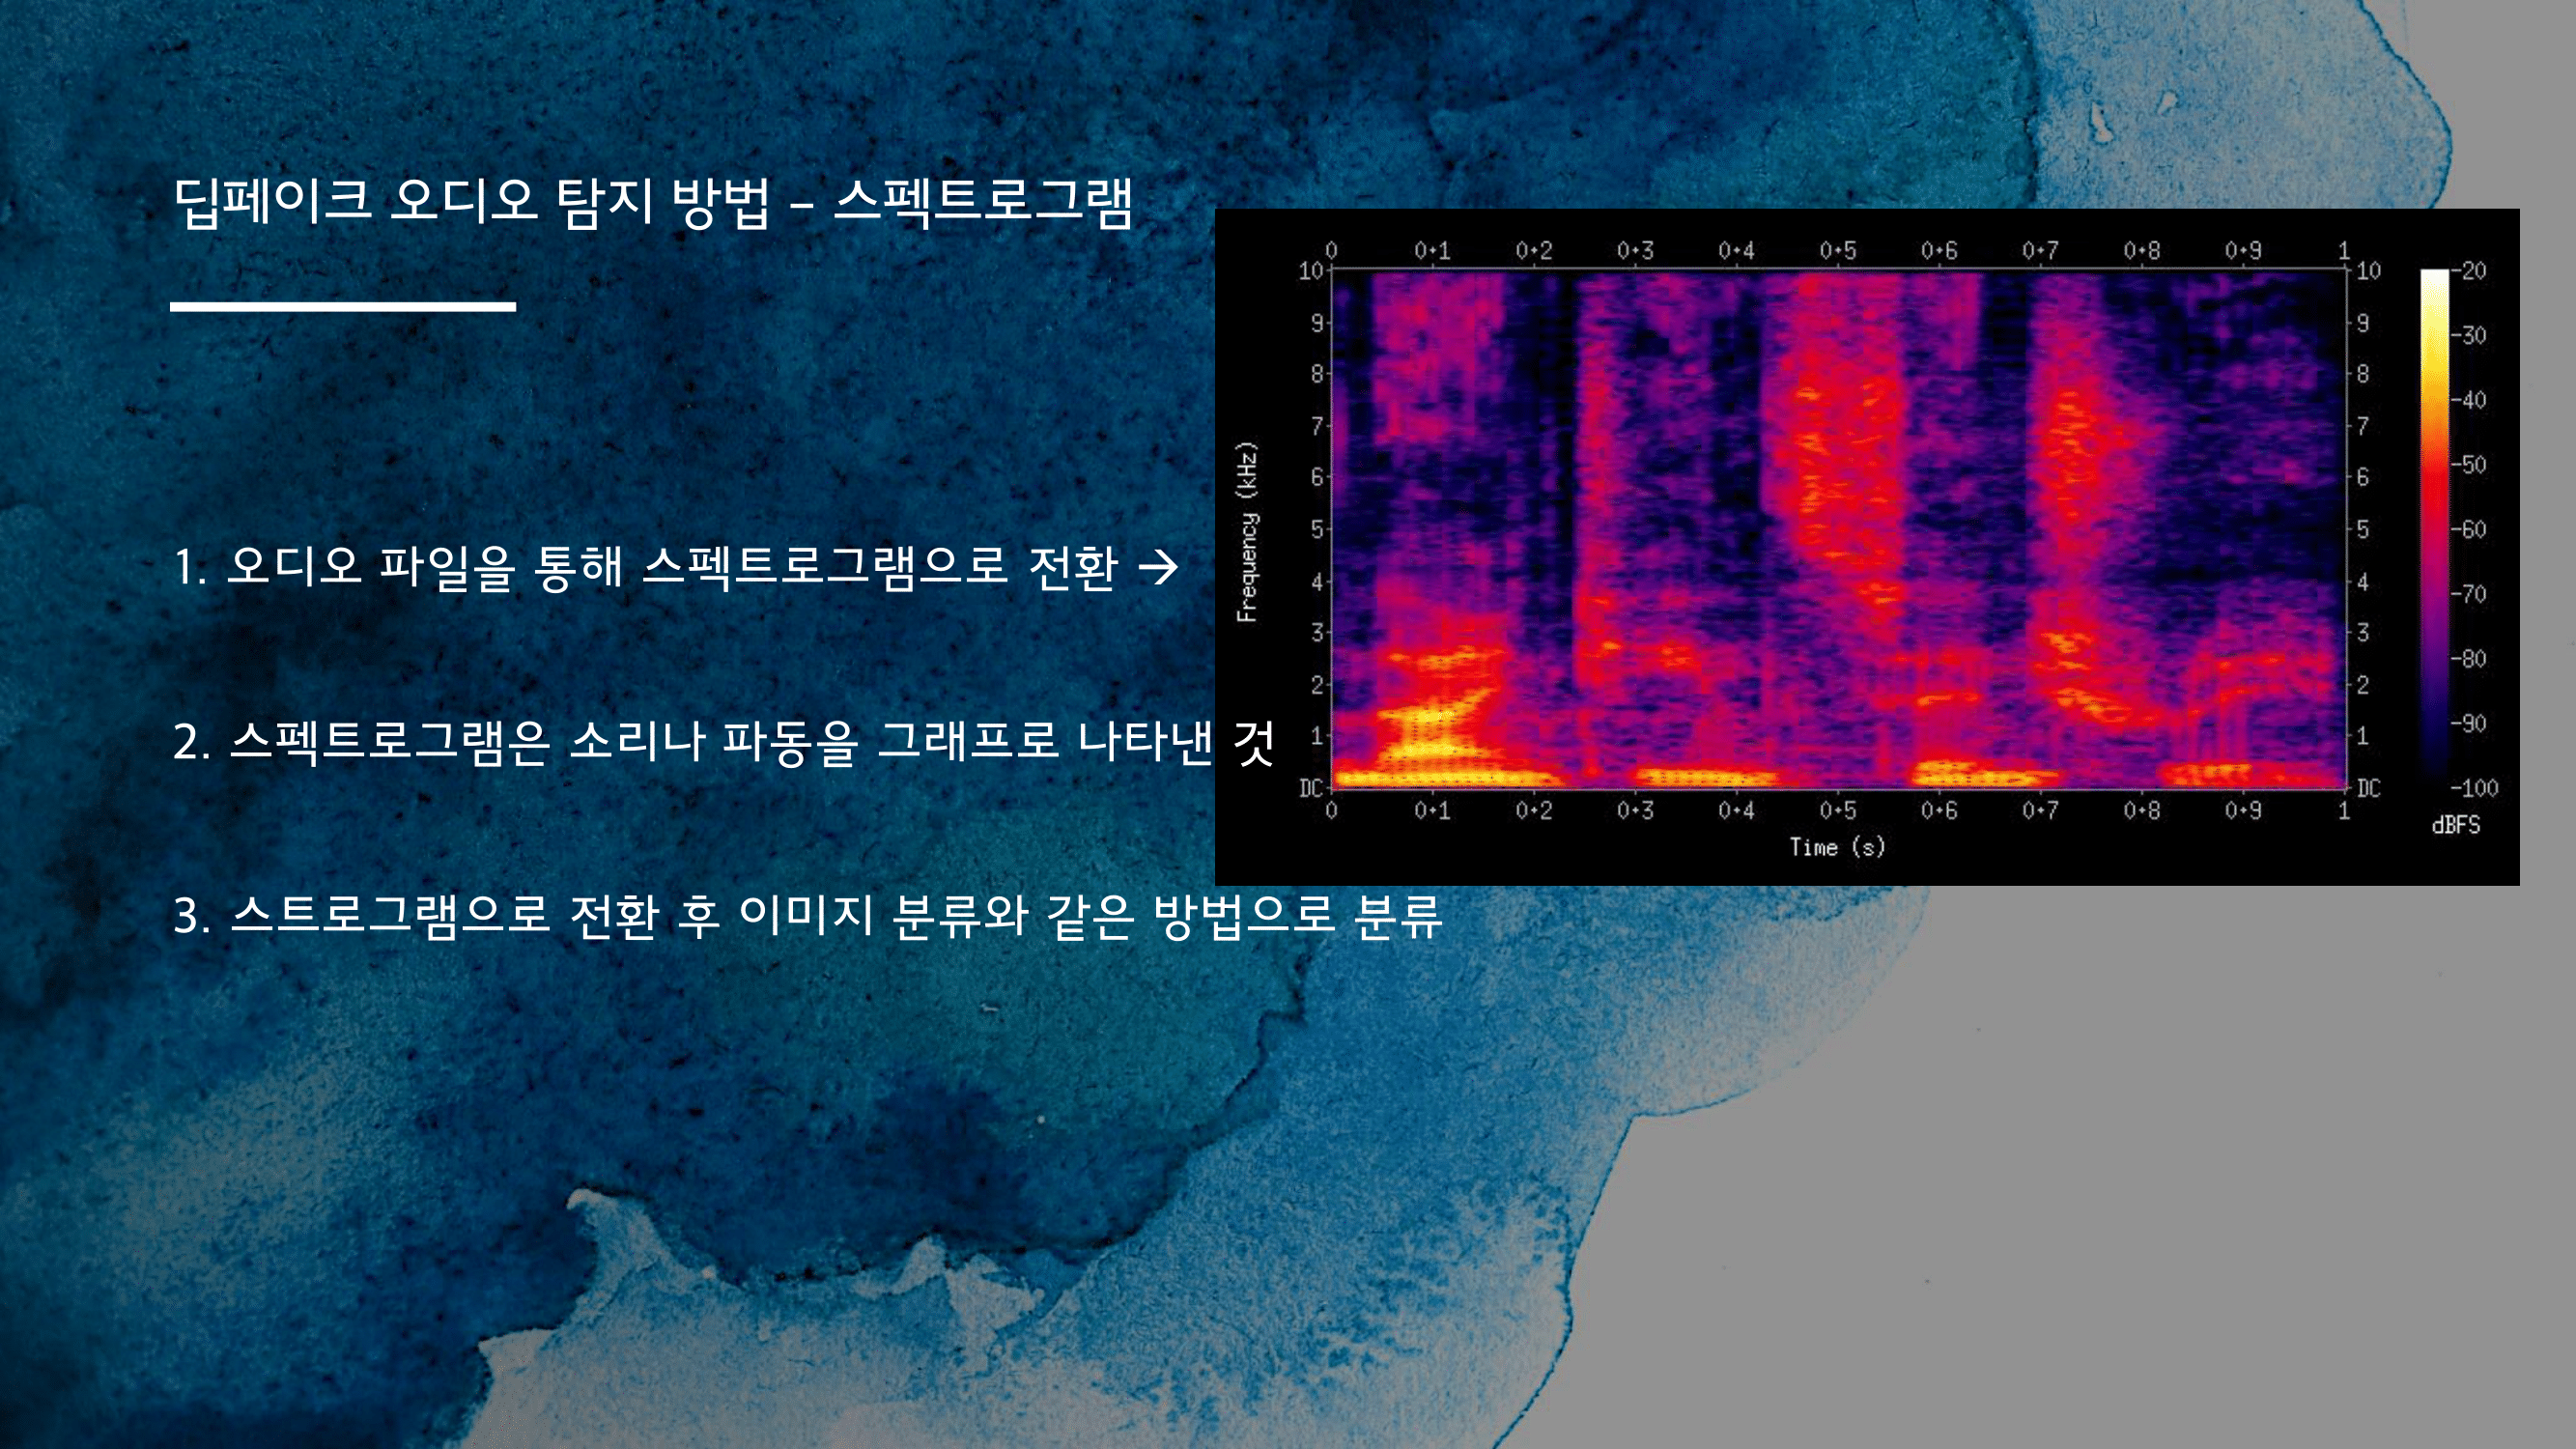 딥페이크 오디오 탐지 방법 – 스펙트로그램
1. 오디오 파일을 통해 스펙트로그램으로 전환 →
2. 스펙트로그램은 소리나 파동을 그래프로 나타낸 것
3. 스트로그램으로 전환 후 이미지 분류와 같은 방법으로 분류
0 0•1 0•2 0•3 0•4 0•5 0•6 0•7 0•8 0•9 1
10 10 -20
9 9 -30
8 8 -40
7 7 -50
6 6
5 5 -60
4 4 -70
3 3 -80
2 2 -90
1 1
DC DC -100
Frequency (kHz)
0 0•1 0•2 0•3 0•4 0•5 0•6 0•7 0•8 0•9 1
dBFS
Time (s)